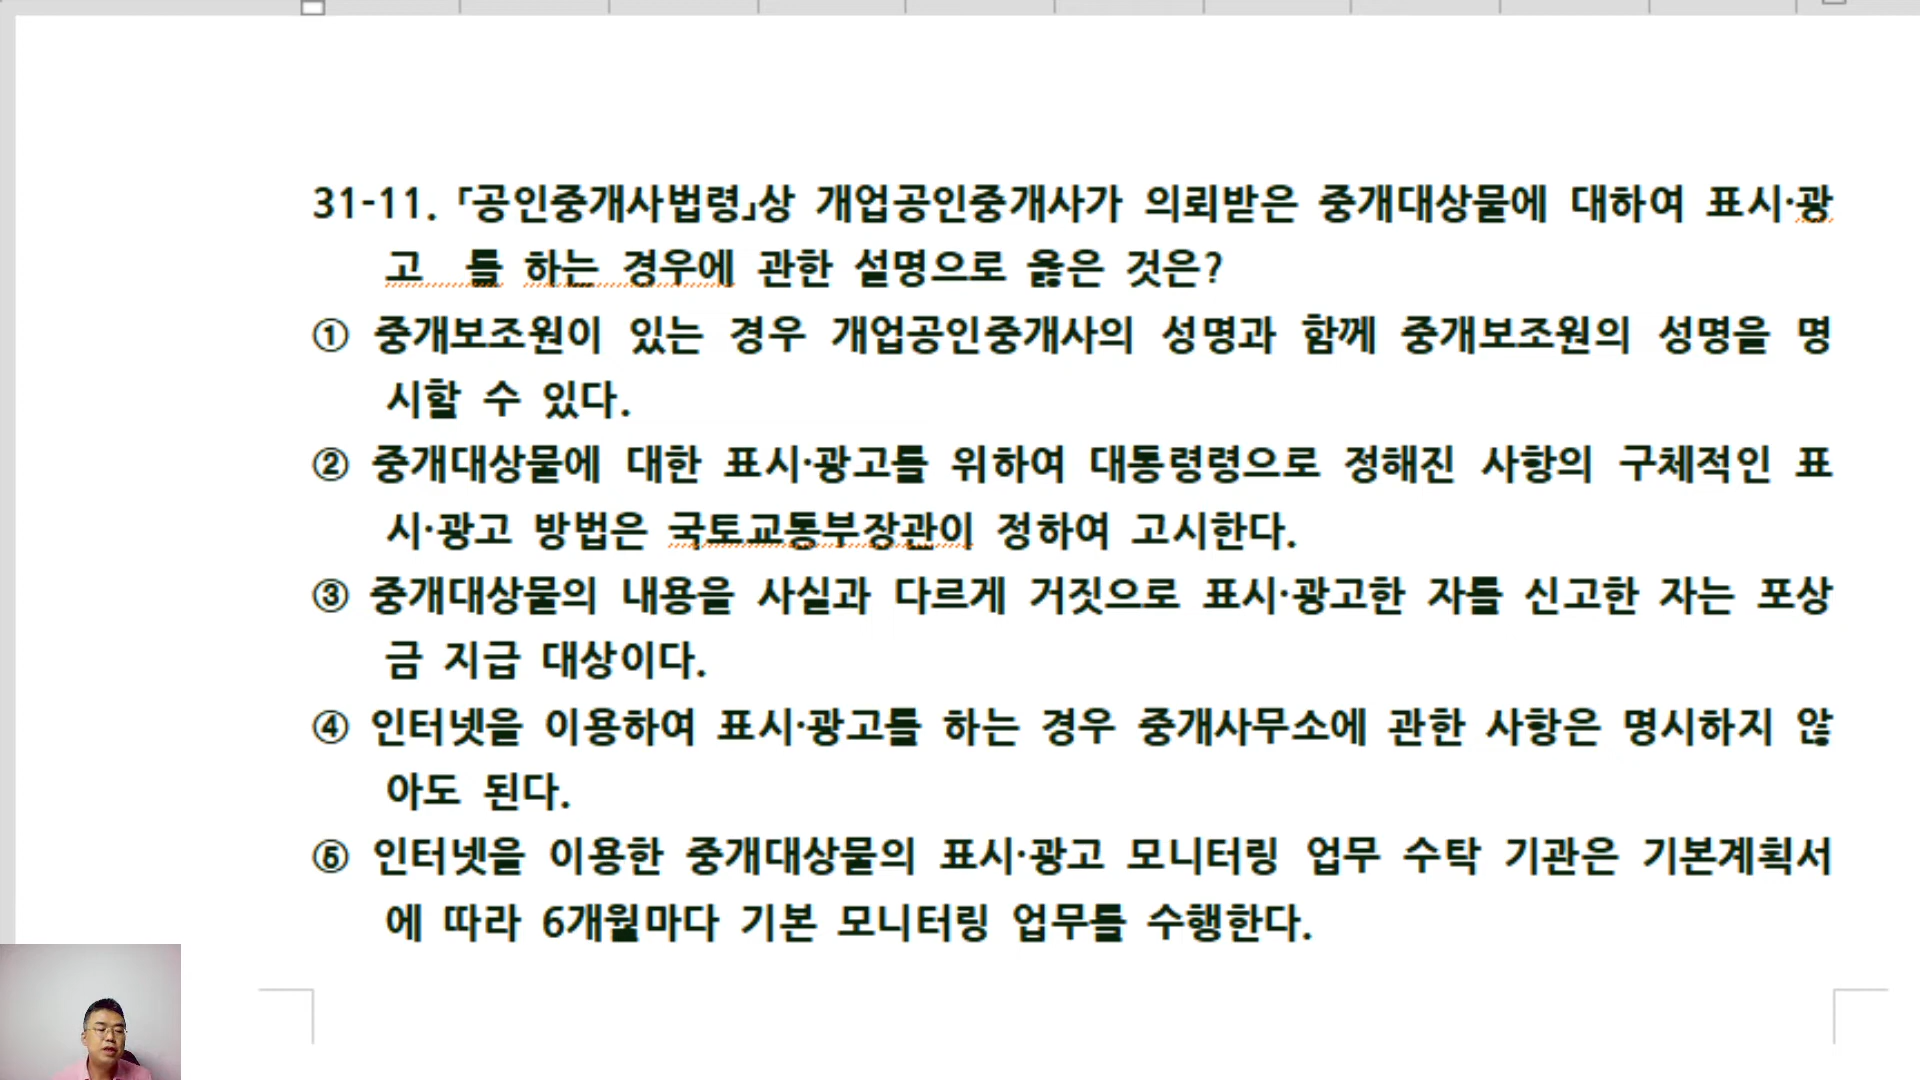 31-11. 「공인중개사법령」상 개업공인중개사가 의뢰받은 중개대상물에 대하여 표시·광
고 를 하는 경우에 관한 설명으로 옳은 것은?
① 중개보조원이 있는 경우 개업공인중개사의 성명과 함께 중개보조원의 성명을 명
시할 수 있다.
② 중개대상물에 대한 표시·광고를 위하여 대통령령으로 정해진 사항의 구체적인 표
시·광고 방법은 국토교통부장관이 정하여 고시한다.
③ 중개대상물의 내용을 사실과 다르게 거짓으로 표시·광고한 자를 신고한 자는 포상
금 지급 대상이다.
④ 인터넷을 이용하여 표시·광고를 하는 경우 중개사무소에 관한 사항은 명시하지 않
아도 된다.
⑤ 인터넷을 이용한 중개대상물의 표시·광고 모니터링 업무 수탁 기관은 기본계획서
에 따라 6개월마다 기본 모니터링 업무를 수행한다.